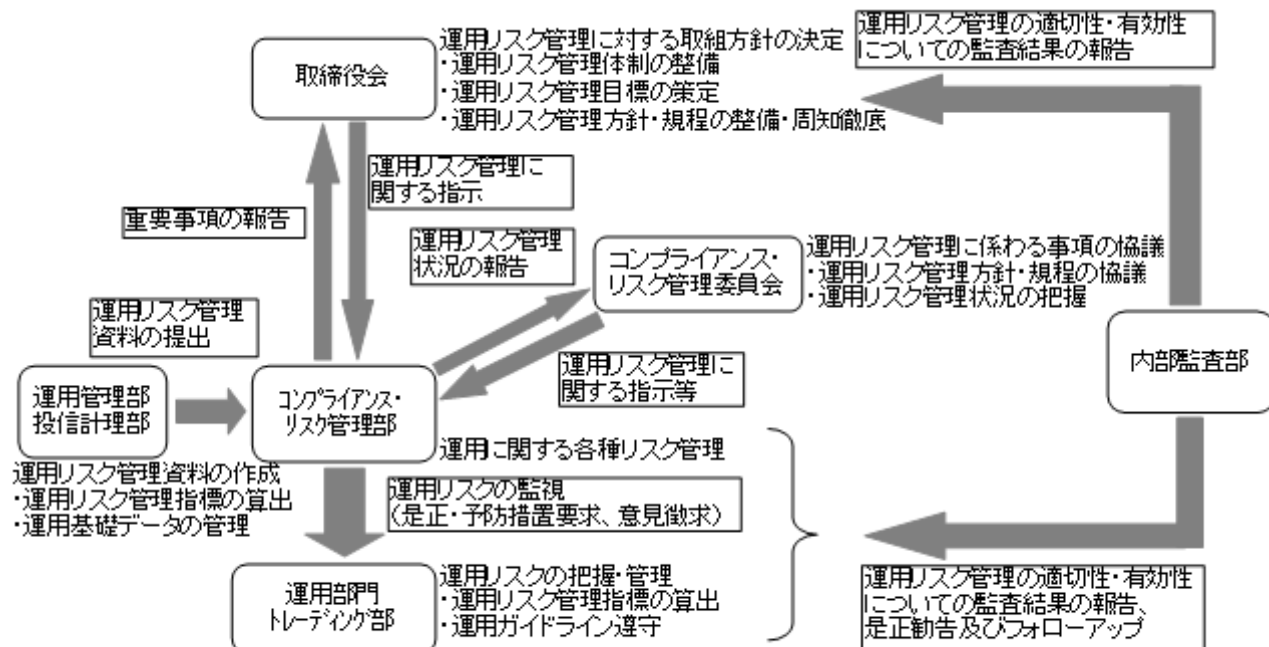 取締役会
運用リスク管理に対する取組方針の決定
・運用リスク管理体制の整備
・運用リスク管理目標の策定
・運用リスク管理方針・規程の整備・周知徹底
運用リスク管理の適切性・有効性
についての監査結果の報告
運用リスク管理に
関する指示
重要事項の報告
運用リスク管理
状況の報告
コンプライアンス・
リスク管理委員会
運用リスク管理に係わる事項の協議
・運用リスク管理方針・規程の協議
・運用リスク管理状況の把握
運用リスク管理
資料の提出
運用リスク管理に
関する指示等
内部監査部
運用管理部
投信計理部
コンプライアンス・
リスク管理部
運用に関する各種リスク管理
運用リスク管理資料の作成
・運用リスク管理指標の算出
・運用基礎データの管理
運用リスクの監視
（是正・予防措置要求、意見徴求）
運用部門
トレーディング部
運用リスクの把握・管理
・運用リスク管理指標の算出
・運用ガイドライン遵守
運用リスク管理の適切性・有効性
についての監査結果の報告、
是正勧告及びフォローアップ